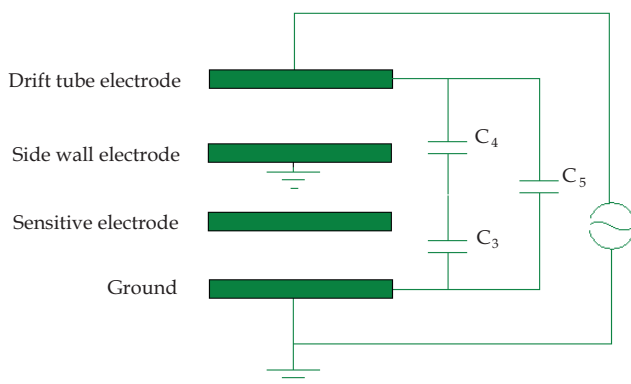 Drift tube electrode
C₄
Side wall electrode
C₅
Sensitive electrode
C₃
Ground